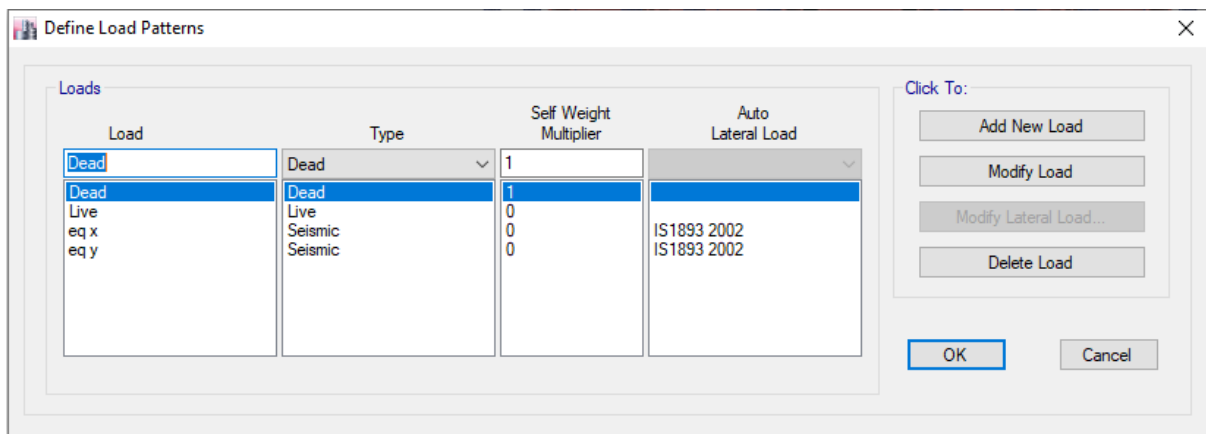 Define Load Patterns
Loads
Click To:
Load
Type
Self Weight
Multiplier
Auto
Lateral Load
Dead
Dead
1
Dead Dead 1
Live Live 0
eq x Seismic 0 IS1893 2002
eq y Seismic 0 IS1893 2002
Add New Load
Modify Load
Modify Lateral Load...
Delete Load
OK
Cancel